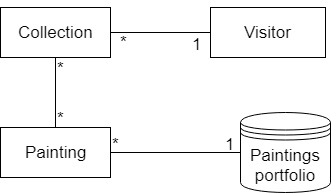 Collection
Visitor
*
1
*
*
Painting
*
1
Paintings
portfolio